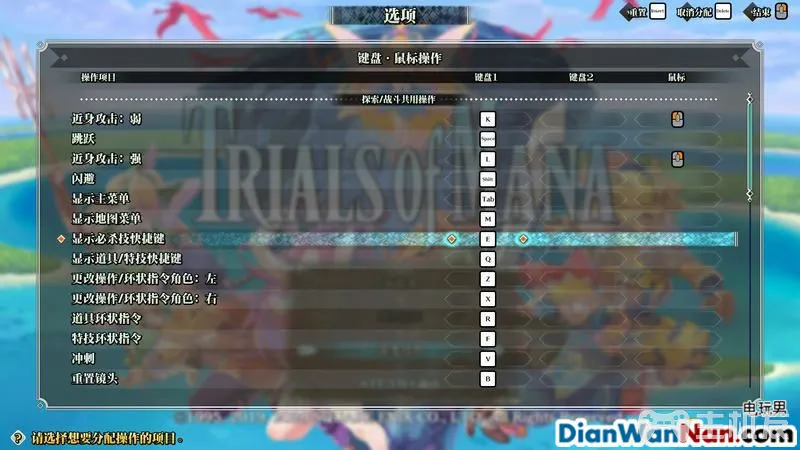 选项
重置 Insert 取消分配 Delete 结束
键盘·鼠标操作
操作项目 键盘1 键盘2 鼠标
探索/战斗共用操作
近身攻击：弱 K
跳跃 Space
近身攻击：强 L
闪避 Shift
显示主菜单 Tab
显示地图菜单 M
显示必杀技快捷键 E
显示道具/特技快捷键 Q
更改操作/环状指令角色：左 Z
更改操作/环状指令角色：右 X
道具环状指令 R
特技环状指令 F
冲刺 V
重置镜头 B
TRIALS of MANA
请选择想要分配操作的项目。
电玩男
DianWanNan.com